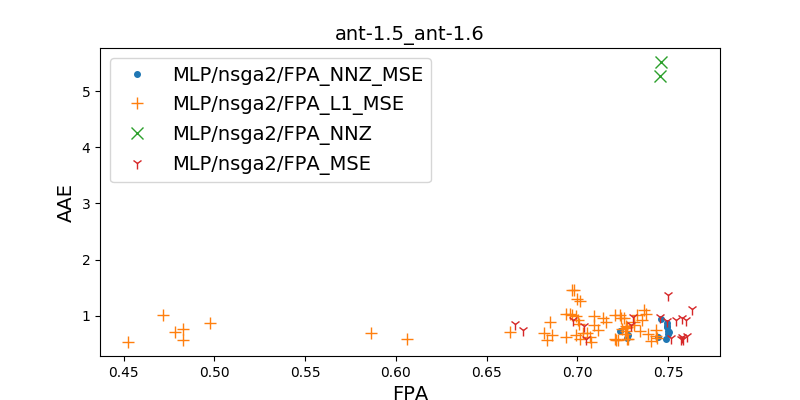 ant-1.5_ant-1.6
MLP/nsga2/FPA_NNZ_MSE
MLP/nsga2/FPA_L1_MSE
MLP/nsga2/FPA_NNZ
MLP/nsga2/FPA_MSE
AAE
5
4
3
2
1
0.45 0.50 0.55 0.60 0.65 0.70 0.75
FPA